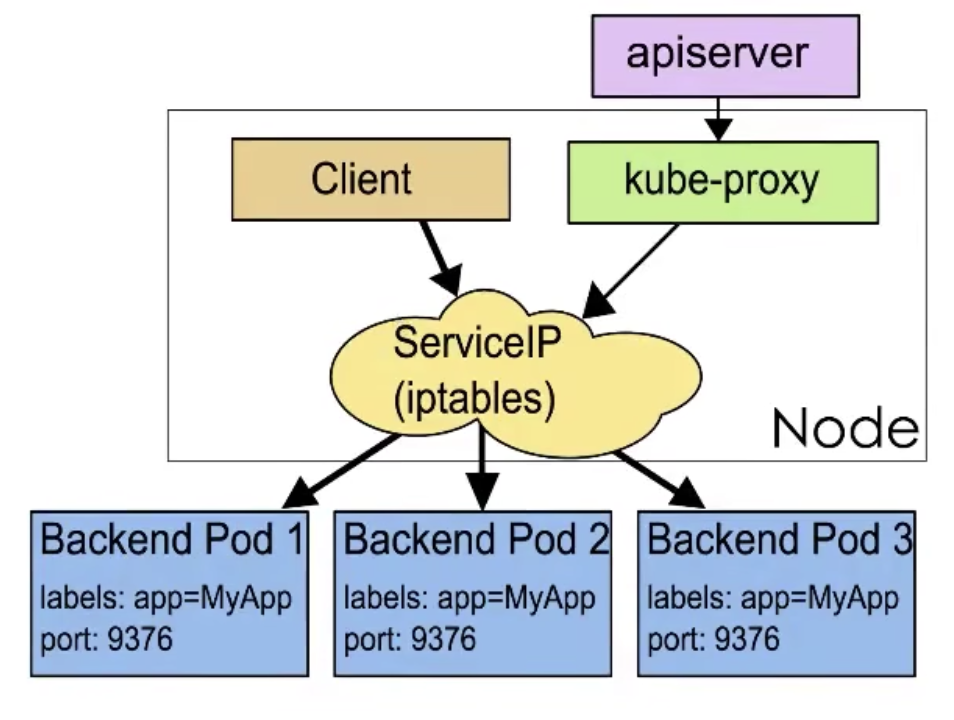 apiserver
Client
kube-proxy
ServiceIP
(iptables)
Node
Backend Pod 1
labels: app=MyApp
port: 9376
Backend Pod 2
labels: app=MyApp
port: 9376
Backend Pod 3
labels: app=MyApp
port: 9376